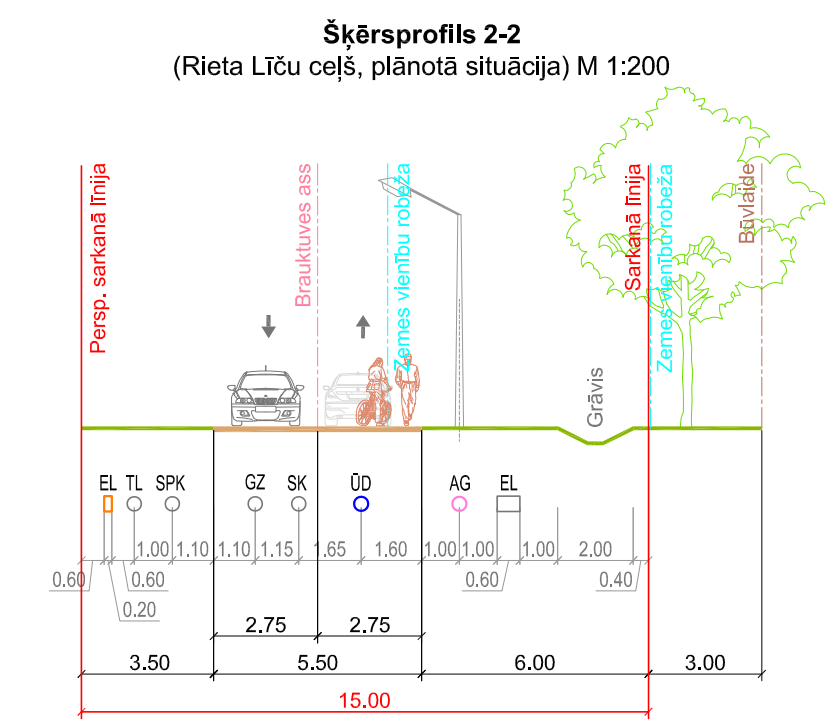 Šķērsprofils 2-2
(Rieta Līču ceļš, plānotā situācija) M 1:200
Persp. sarkanā līnija
Brauktuves ass
Zemes vienību robeža
Sarkanā līnija
Zemes vienību robeža
Būvlaide
Grāvis
EL TL SPK GZ SK ŪD AG EL
1.00 1.10 1.10 1.15 1.65 1.60 1.00 1.00 1.00 2.00
0.60 0.60 0.60 0.40
0.20
2.75 2.75
3.50 5.50 6.00 3.00
15.00